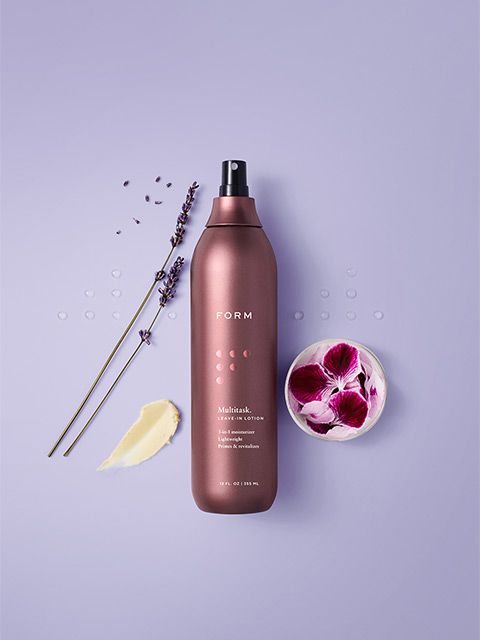 FORM
Multitask.
LEAVE-IN LOTION
3-in-1 moisturizer
Lightweight
Primes & revitalizes
12 FL. OZ | 355 ML